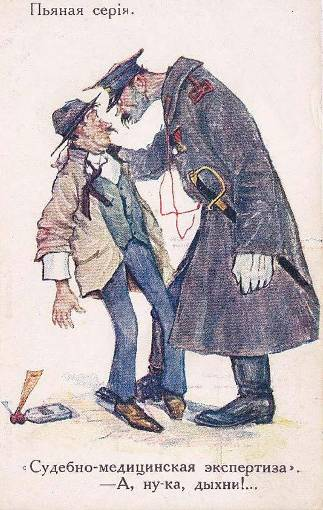 Пьяная серія.
«Судебно-медицинская экспертиза».
—А, ну-ка, дыхни!...